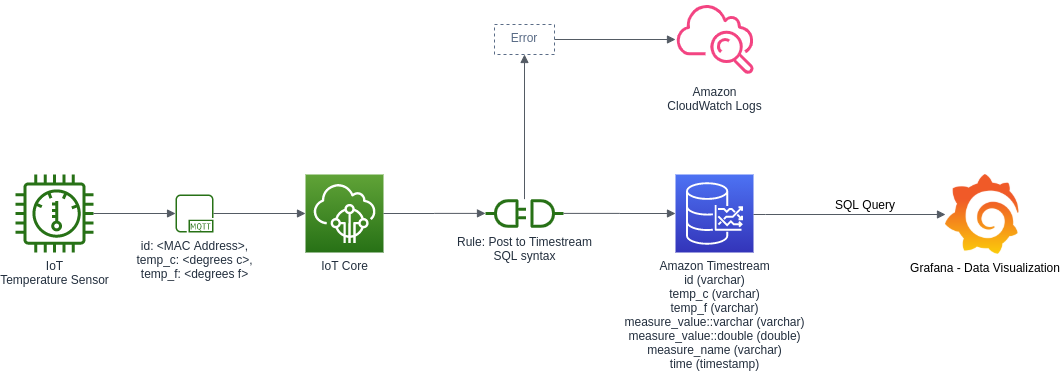 Error
Amazon
CloudWatch Logs
SQL Query
MQTT
id: <MAC Address>,
temp_c: <degrees c>,
temp_f: <degrees f>
Rule: Post to Timestream
SQL syntax
IoT
Temperature Sensor
IoT Core
Amazon Timestream
id (varchar)
temp_c (varchar)
temp_f (varchar)
measure_value::varchar (varchar)
measure_value::double (double)
measure_name (varchar)
time (timestamp)
Grafana - Data Visualization